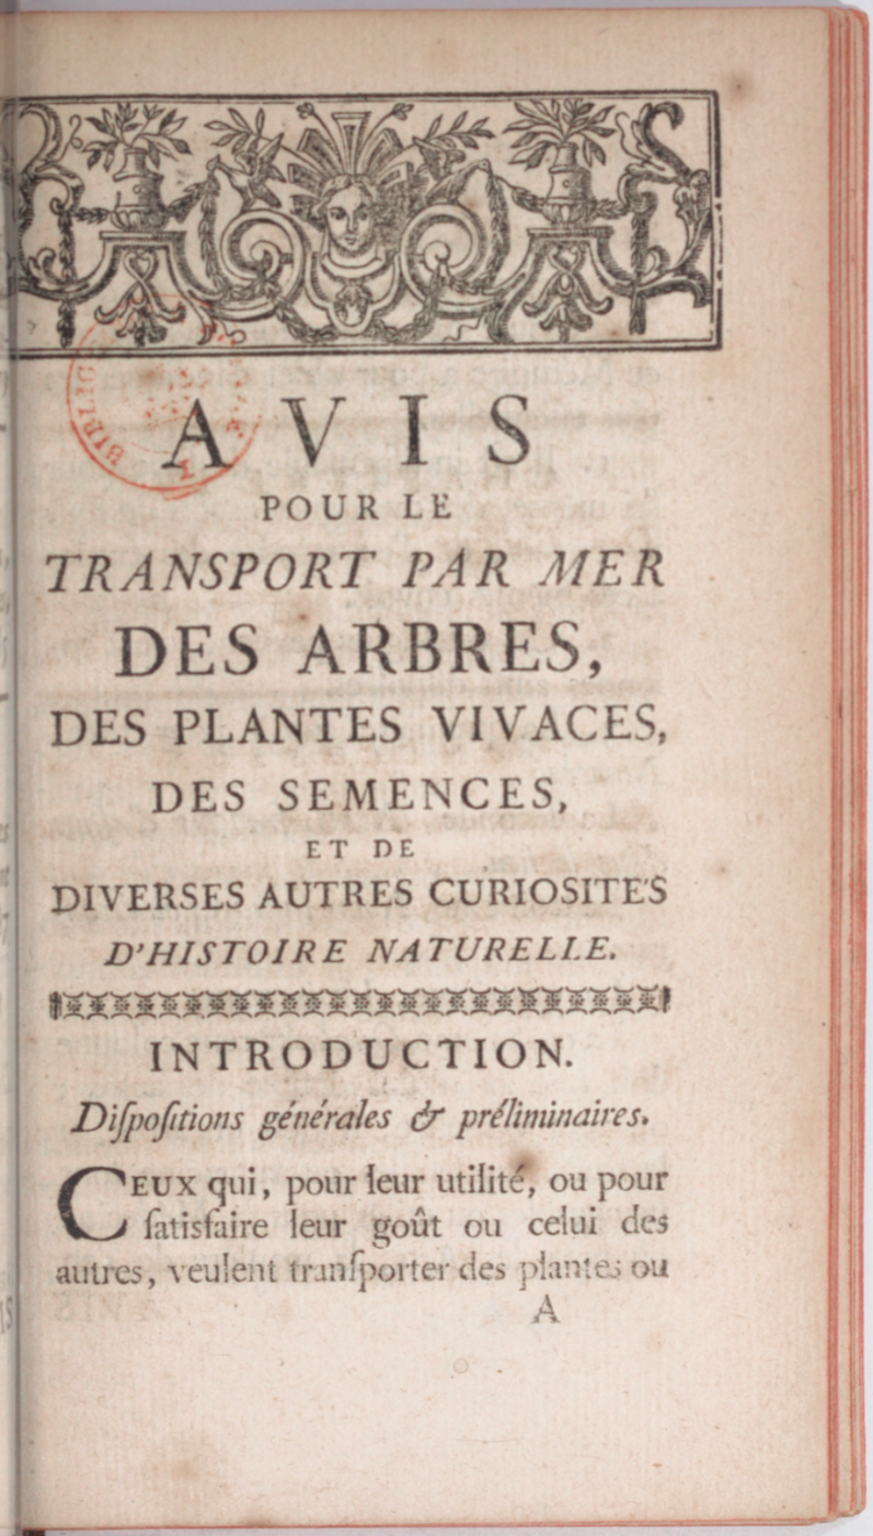 AVIS
POUR LE
TRANSPORT PAR MER
DES ARBRES,
DES PLANTES VIVACES,
DES SEMENCES,
ET DE
DIVERSES AUTRES CURIOSITE'S
D'HISTOIRE NATURELLE.
INTRODUCTION.
Diſpoſitions générales & préliminaires.
CEUX qui, pour leur utilité, ou pour
ſatisfaire leur goût ou celui des
autres, veulent tranſporter des plantes ou
A